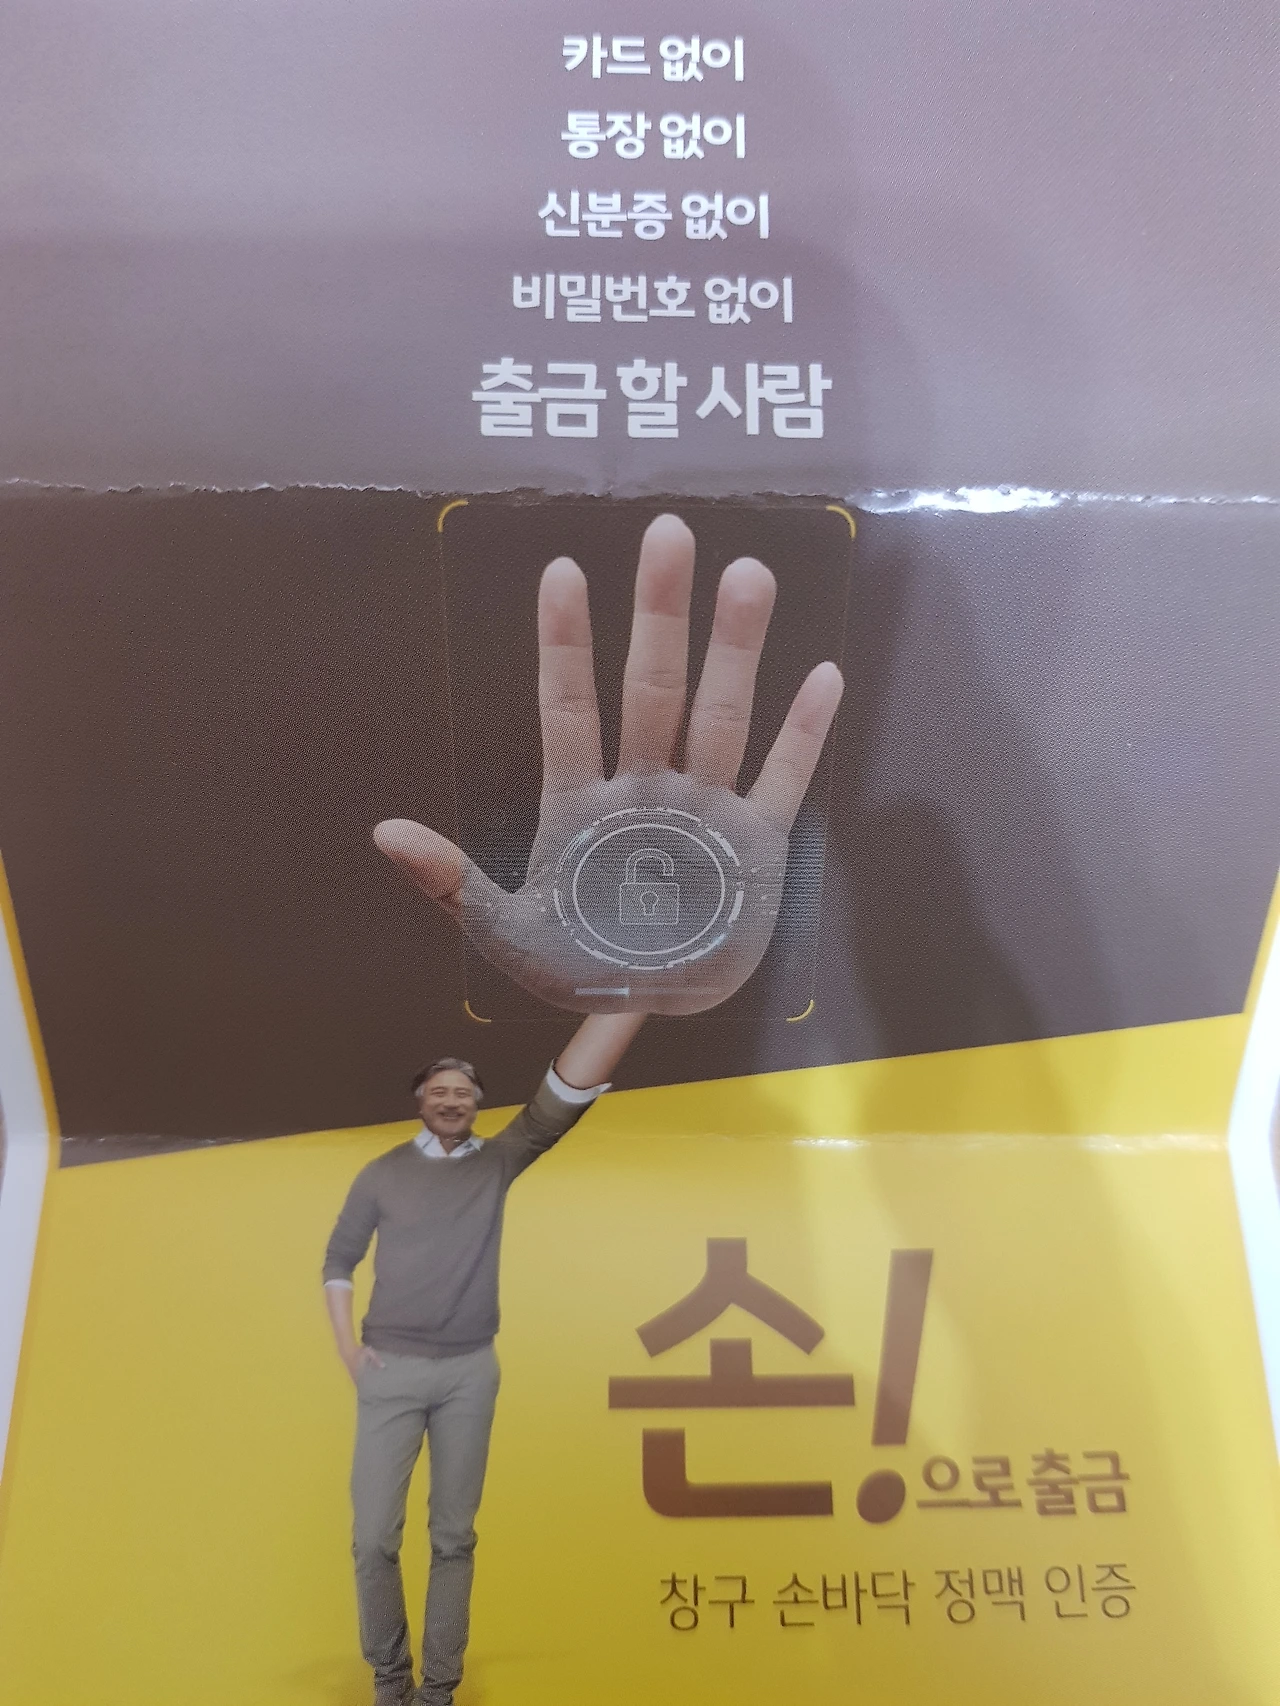 카드 없이
통장 없이
신분증 없이
비밀번호 없이
출금 할 사람
손!으로 출금
창구 손바닥 정맥 인증